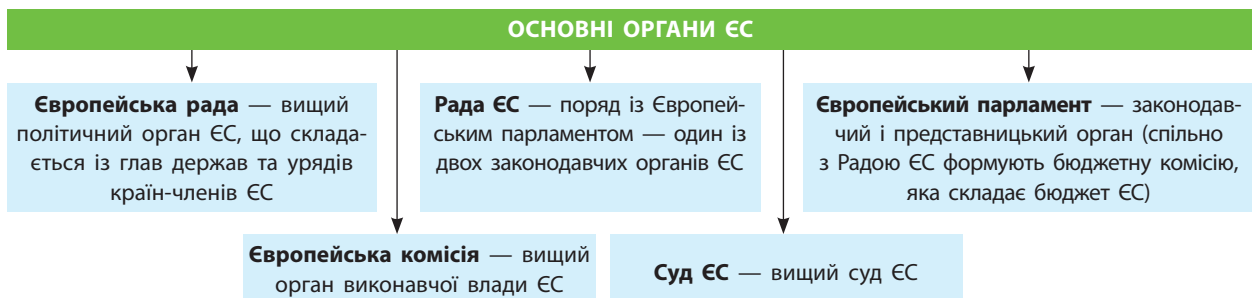 ОСНОВНІ ОРГАНИ ЄС
Європейська рада — вищий
політичний орган ЄС, що склада-
ється із глав держав та урядів
країн-членів ЄС
Рада ЄС — поряд із Європей-
ським парламентом — один із
двох законодавчих органів ЄС
Європейський парламент — законодав-
чий і представницький орган (спільно
з Радою ЄС формують бюджетну комісію,
яка складає бюджет ЄС)
Європейська комісія — вищий
орган виконавчої влади ЄС
Суд ЄС — вищий суд ЄС